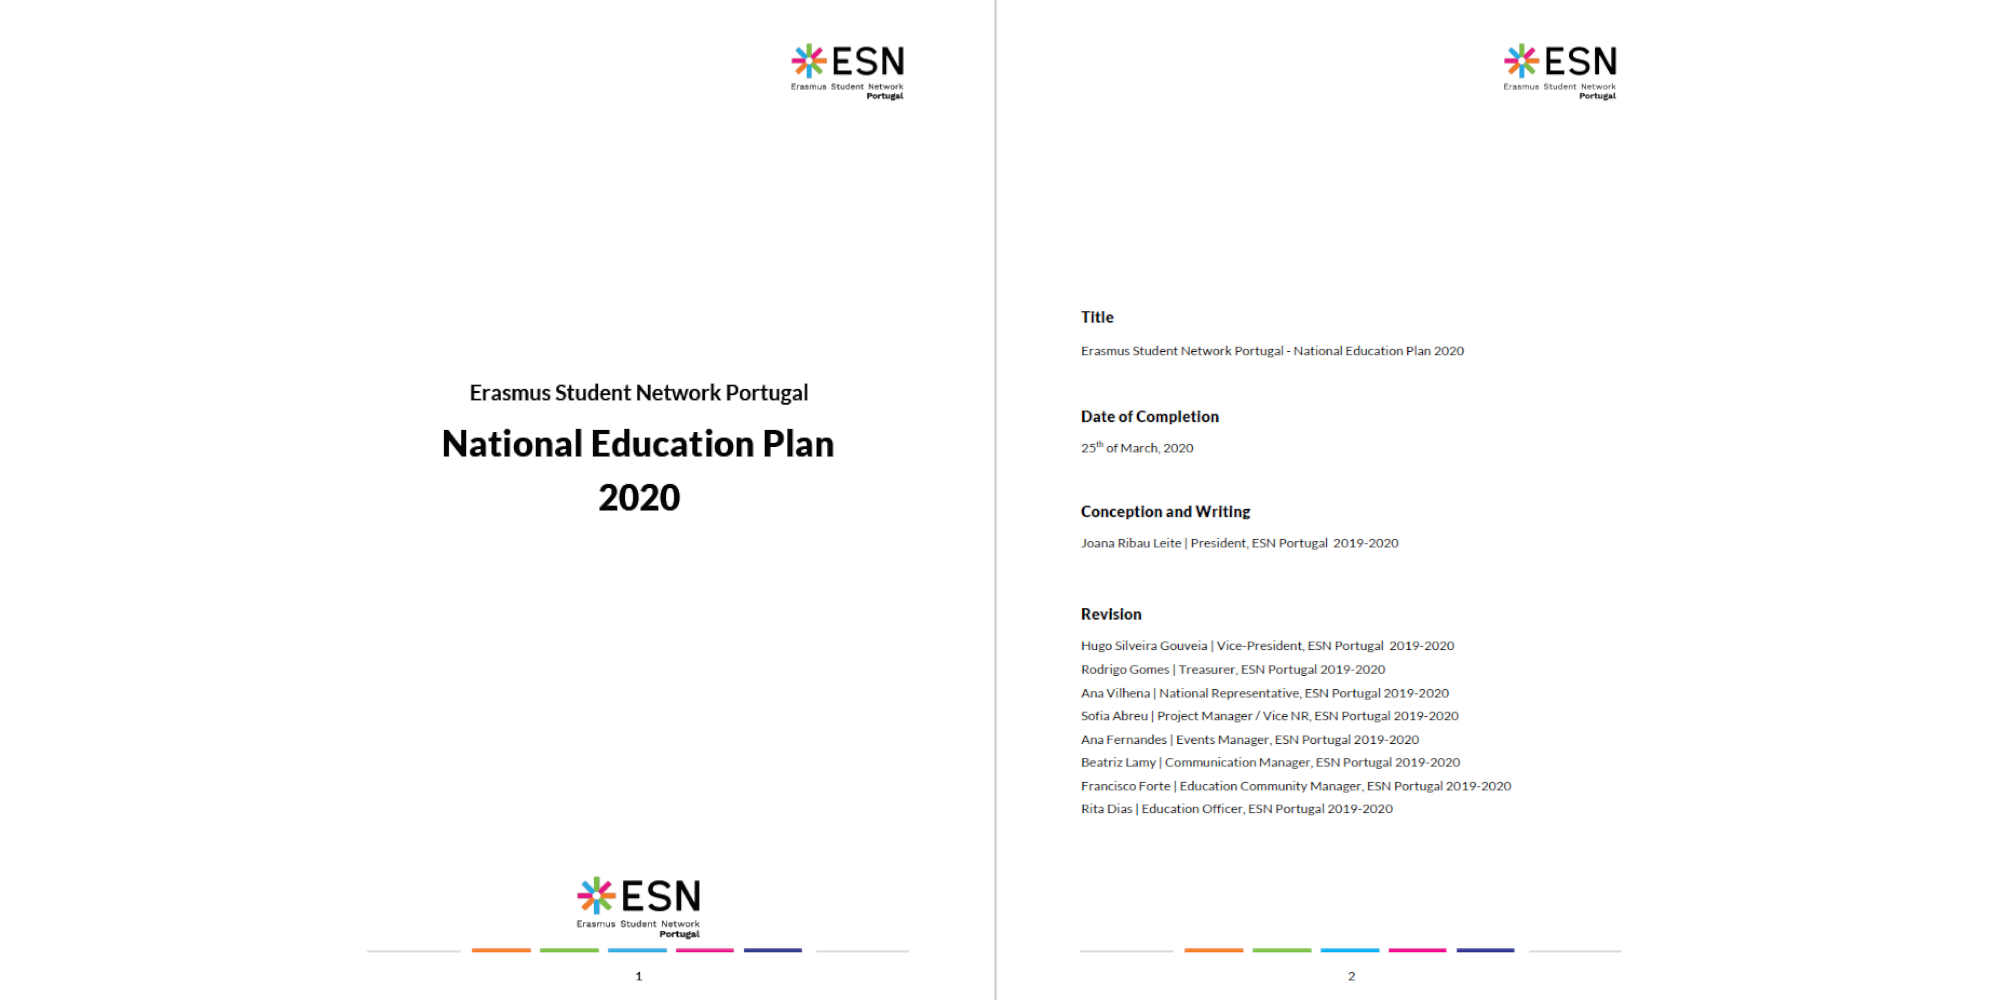 ESN
Erasmus Student Network
Portugal
Erasmus Student Network Portugal
National Education Plan
2020
ESN
Erasmus Student Network
Portugal
1
ESN
Erasmus Student Network
Portugal
Title
Erasmus Student Network Portugal - National Education Plan 2020
Date of Completion
25th of March, 2020
Conception and Writing
Joana Ribau Leite | President, ESN Portugal 2019-2020
Revision
Hugo Silveira Gouveia | Vice-President, ESN Portugal 2019-2020
Rodrigo Gomes | Treasurer, ESN Portugal 2019-2020
Ana Vilhena | National Representative, ESN Portugal 2019-2020
Sofia Abreu | Project Manager / Vice NR, ESN Portugal 2019-2020
Ana Fernandes | Events Manager, ESN Portugal 2019-2020
Beatriz Lamy | Communication Manager, ESN Portugal 2019-2020
Francisco Forte | Education Community Manager, ESN Portugal 2019-2020
Rita Dias | Education Officer, ESN Portugal 2019-2020
2